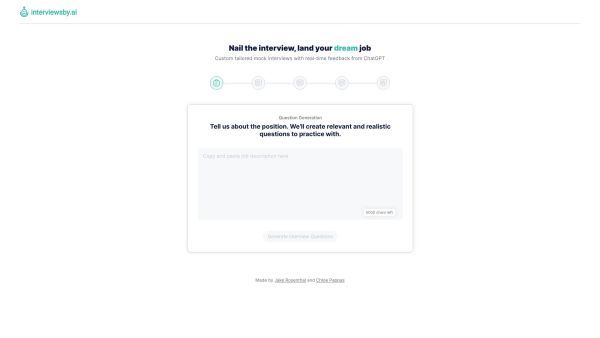 interviewsby.ai
Nail the interview, land your dream job
Custom tailored mock interviews with real-time feedback from ChatGPT
Question Generation
Tell us about the position. We'll create relevant and realistic
questions to practice with.
Copy and paste job description here
5000 chars left
Generate Interview Questions
Made by Jake Rosenthal and Chloe Pappas